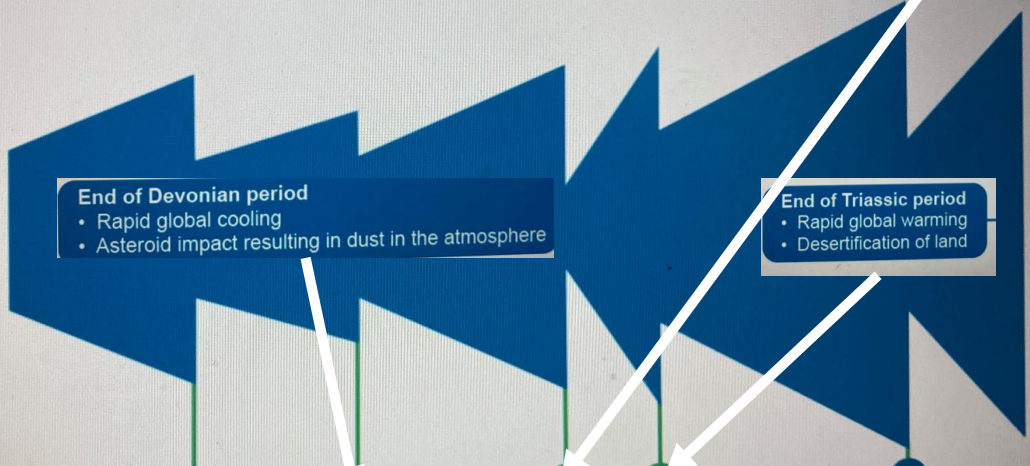 End of Devonian period
• Rapid global cooling
• Asteroid impact resulting in dust in the atmosphere
End of Triassic period
• Rapid global warming
• Desertification of land